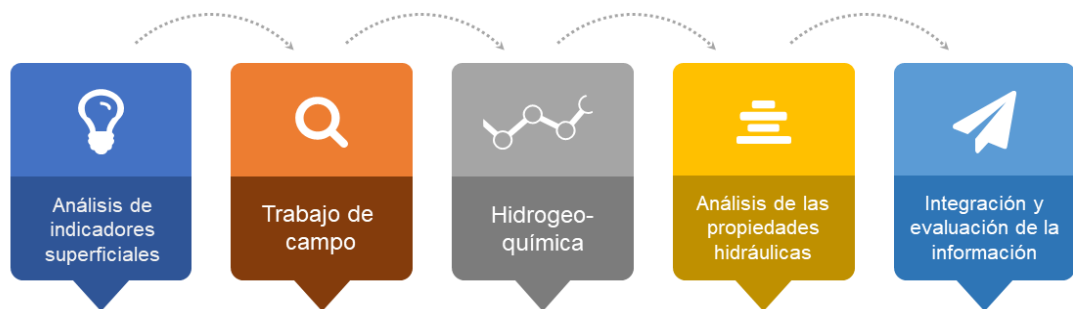 Análisis de
indicadores
superficiales
Trabajo de
campo
Hidrogeo-
química
Análisis de las
propiedades
hidráulicas
Integración y
evaluación de la
información